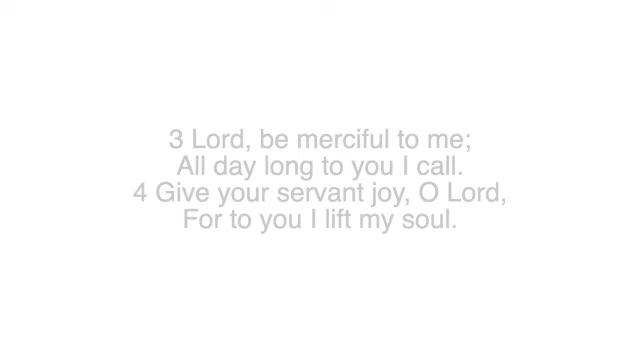 3 Lord, be merciful to me;
All day long to you I call.
4 Give your servant joy, O Lord,
For to you I lift my soul.